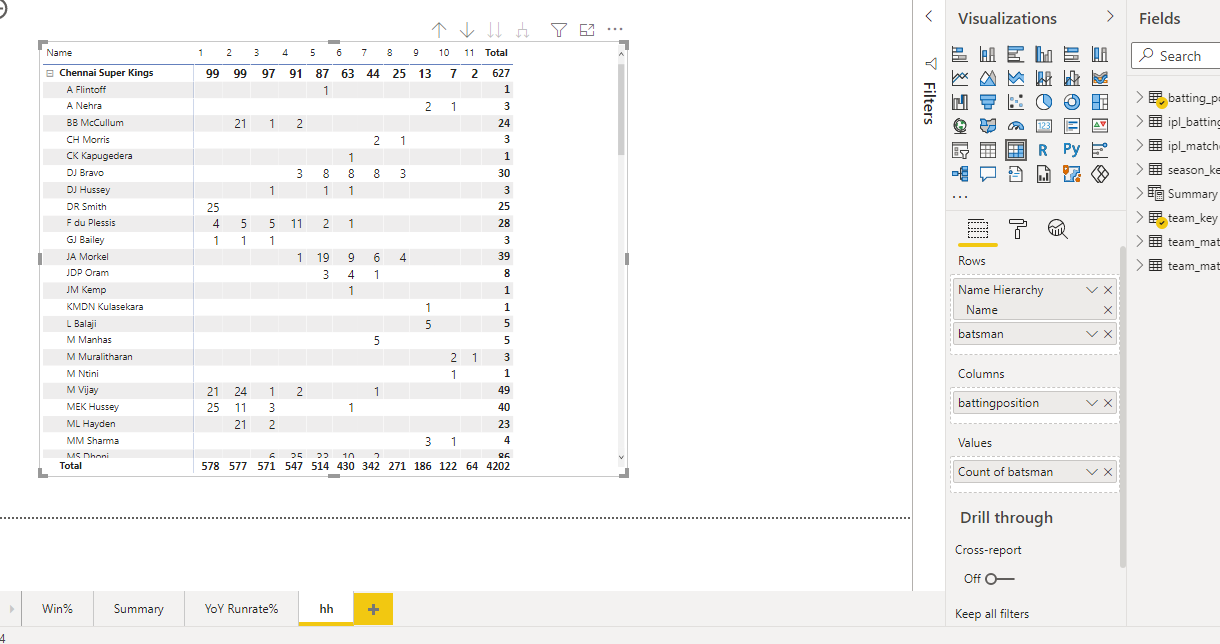 Name 1 2 3 4 5 6 7 8 9 10 11 Total
Chennai Super Kings 99 99 97 91 87 63 44 25 13 7 2 627
A Flintoff 1 1
A Nehra 2 1 3
BB McCullum 21 1 2 24
CH Morris 2 1 3
CK Kapugedera 1 1
DJ Bravo 3 8 8 8 3 30
DJ Hussey 1 1 1 3
DR Smith 25 25
F du Plessis 4 5 5 11 2 1 28
GJ Bailey 1 1 1 3
JA Morkel 1 19 9 6 4 39
JDP Oram 3 4 1 8
JM Kemp 1 1
KMDN Kulasekara 1 1
L Balaji 5 5
M Manhas 5 5
M Muralitharan 2 1 3
M Ntini 1 1
M Vijay 21 24 1 2 1 49
MEK Hussey 25 11 3 1 40
ML Hayden 21 2 23
MM Sharma 3 1 4
MS Dhoni 6 35 33 10 2 86
Total 578 577 571 547 514 430 342 271 186 122 64 4202
Win%
Summary
YoY Runrate%
hh
+
4
Filters
Visualizations
123
R
Py
...
Rows
Name Hierarchy
Name
batsman
Columns
battingposition
Values
Count of batsman
Drill through
Cross-report
Off
Keep all filters
Fields
Search
batting_po
ipl_batting
ipl_matche
season_ke
Summary
team_key
team_mat
team_mat